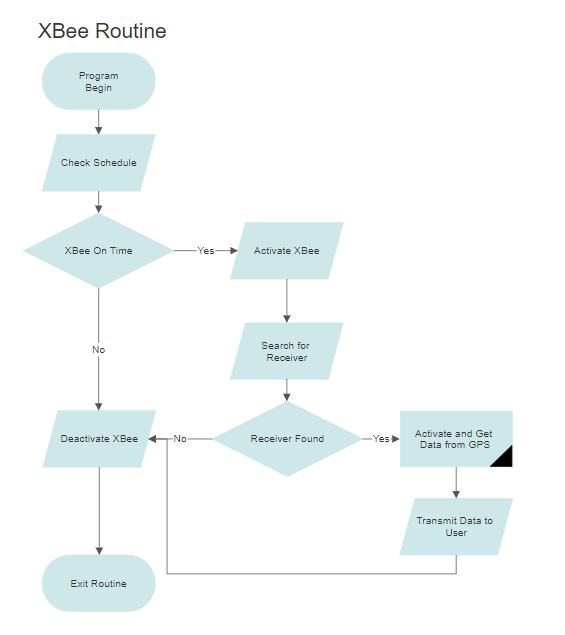 XBee Routine
Program
Begin
Check Schedule
XBee On Time
Yes
Activate XBee
No
Search for
Receiver
Deactivate XBee
No
Receiver Found
Yes
Activate and Get
Data from GPS
Transmit Data to
User
Exit Routine